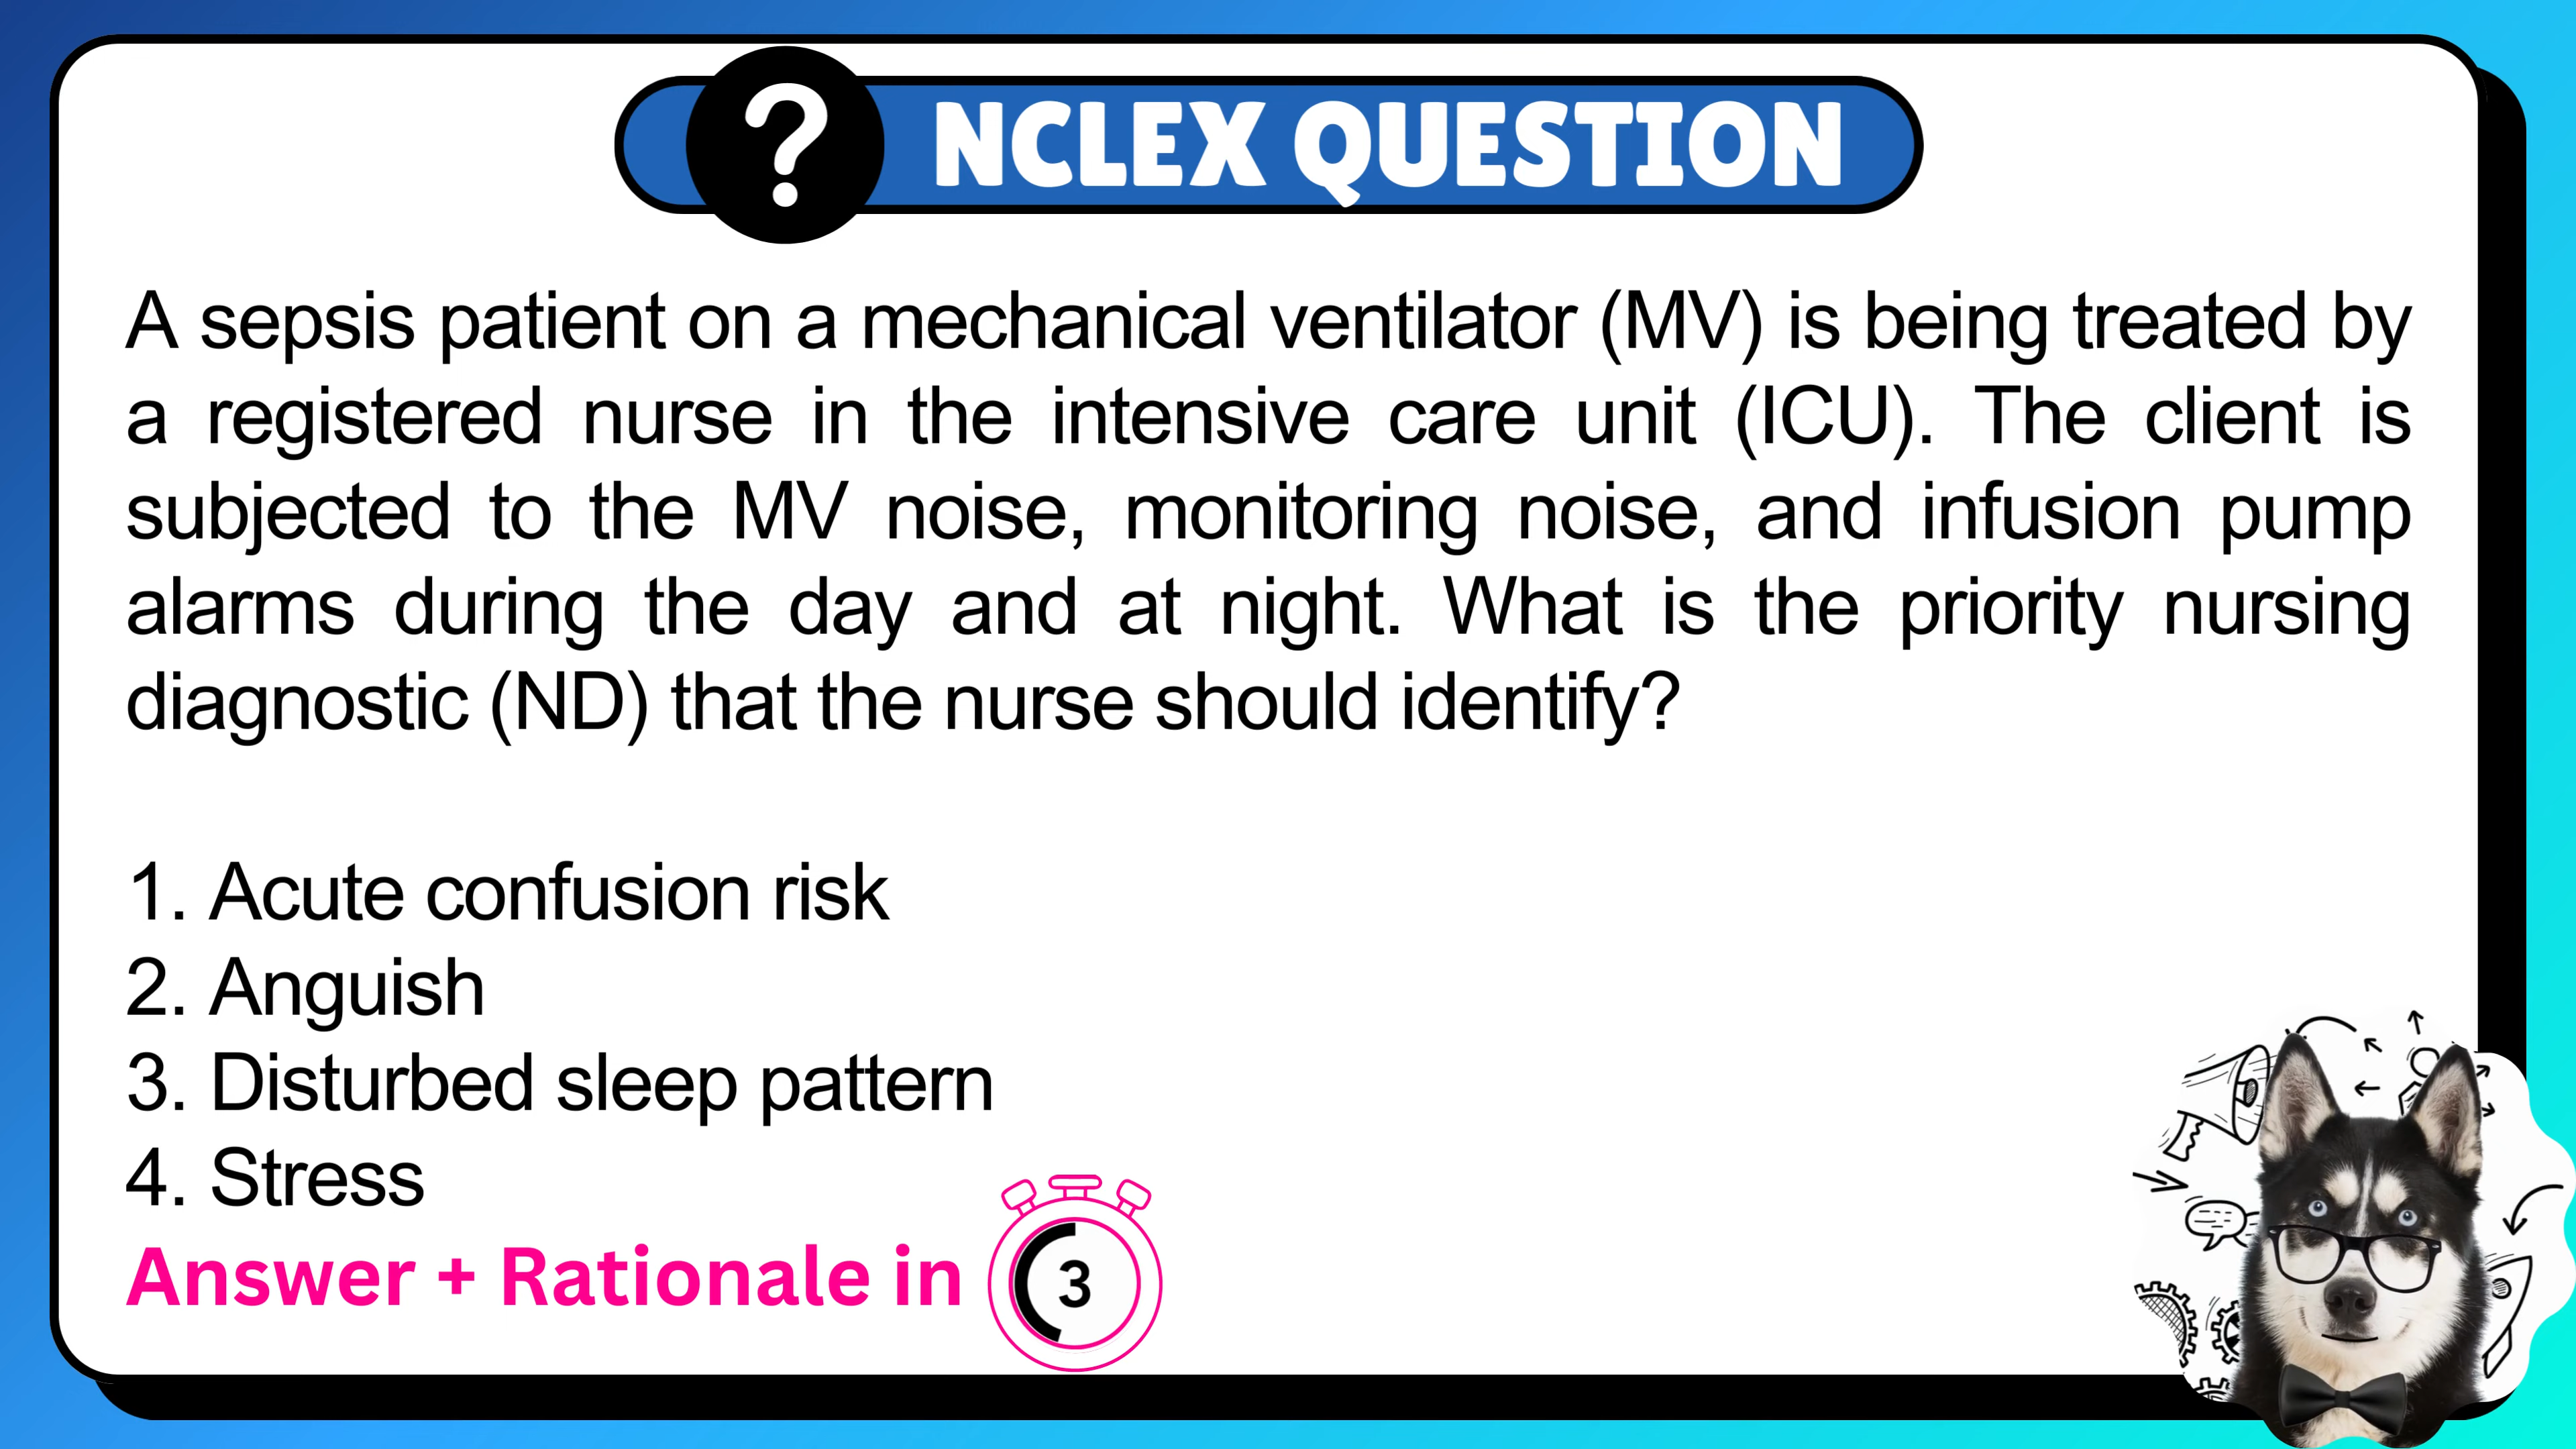 ? NCLEX QUESTION
A sepsis patient on a mechanical ventilator (MV) is being treated by
a registered nurse in the intensive care unit (ICU). The client is
subjected to the MV noise, monitoring noise, and infusion pump
alarms during the day and at night. What is the priority nursing
diagnostic (ND) that the nurse should identify?
1. Acute confusion risk
2. Anguish
3. Disturbed sleep pattern
4. Stress
Answer + Rationale in 3